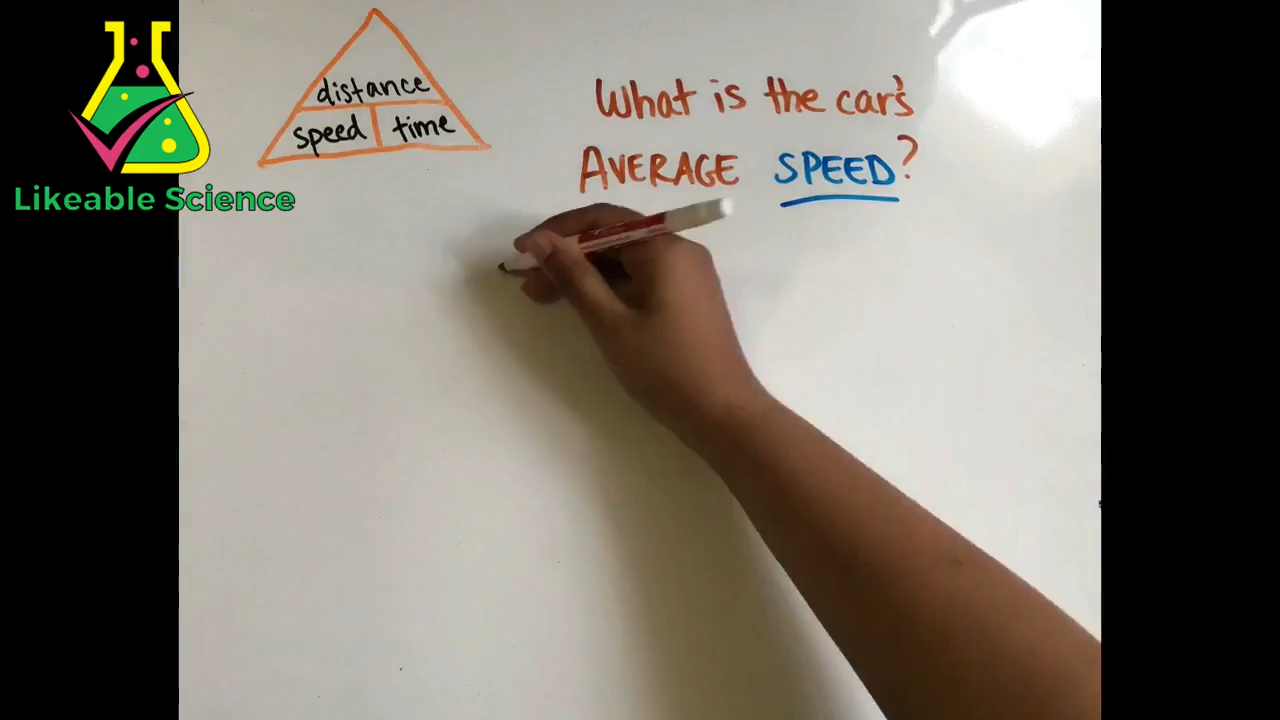 distance
speed time
What is the car's
AVERAGE SPEED?
Likeable Science